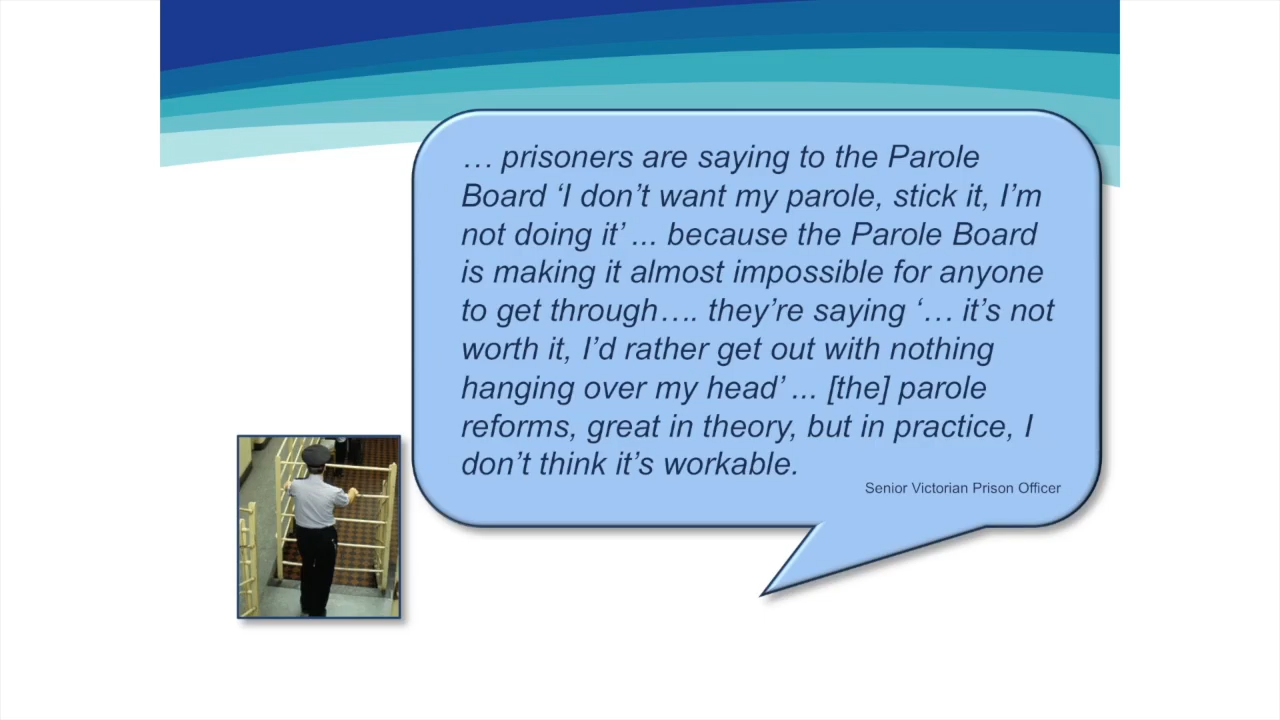 … prisoners are saying to the Parole
Board ‘I don’t want my parole, stick it, I’m
not doing it’ ... because the Parole Board
is making it almost impossible for anyone
to get through…. they’re saying ‘… it’s not
worth it, I’d rather get out with nothing
hanging over my head’ ... [the] parole
reforms, great in theory, but in practice, I
don’t think it’s workable.
Senior Victorian Prison Officer